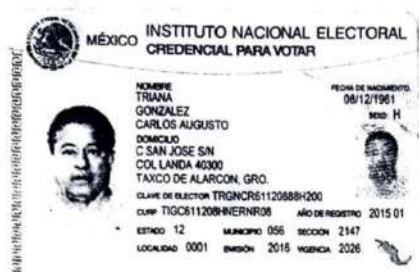 MÉXICO INSTITUTO NACIONAL ELECTORAL
CREDENCIAL PARA VOTAR
NOMBRE
TRIANA
GONZALEZ
CARLOS AUGUSTO
FECHA DE NACIMIENTO
08/12/1961
SEXO H
DOMICILIO
C SAN JOSE S/N
COL LANDA 40300
TAXCO DE ALARCON, GRO.
CLAVE DE ELECTOR TRGNCR61120888H200
CURP TIGC611208HNERNR08 AÑO DE REGISTRO 2015 01
ESTADO 12 MUNICIPIO 056 SECCIÓN 2147
LOCALIDAD 0001 EMISIÓN 2016 VIGENCIA 2026